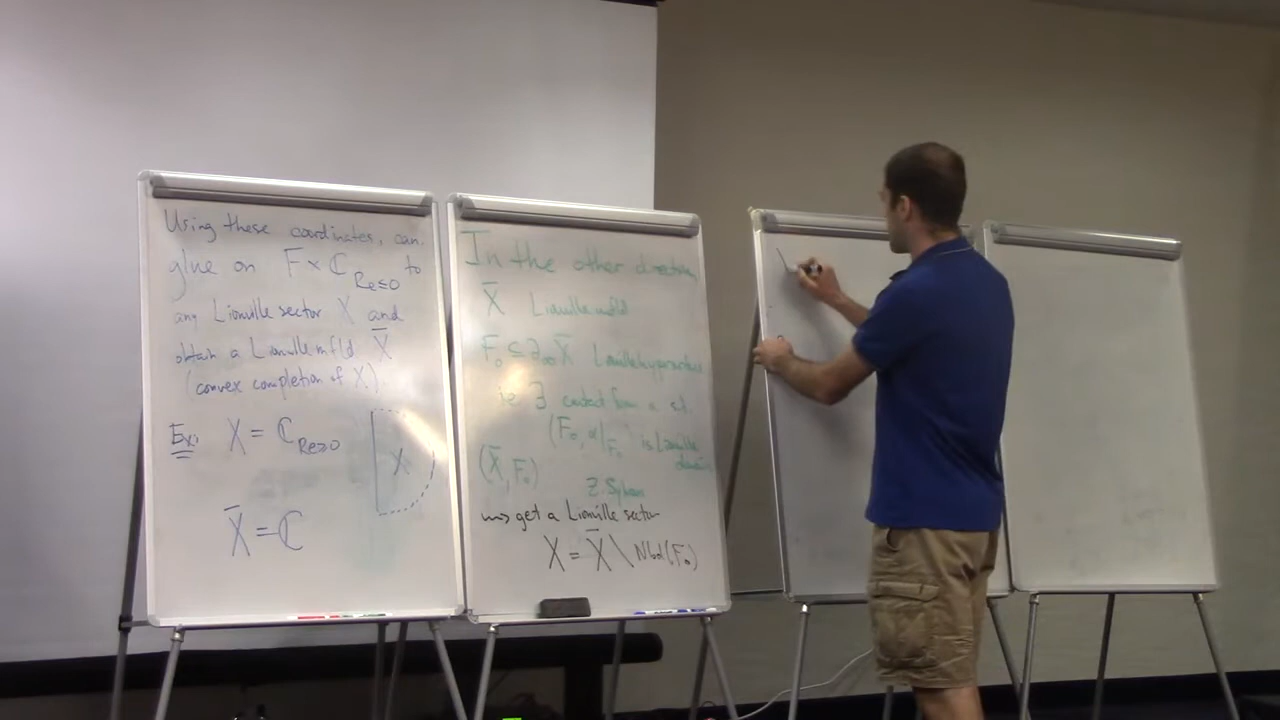 Using these coordinates, can
glue on F × ℂ_{Re≤0} to
any Liouville sector X and
obtain a Liouville mfld X̄
(convex completion of X).
Ex: X = ℂ_{Re≥0}
X
X̄ = ℂ
In the other direction,
X̄ Liouville mfld
F₀ ⊆ ∂_∞ X̄ Liouville hypersurface
ie ∃ contact form α s.t.
(F₀, α|_{F₀}) is Liouville
domain
(X̄, F₀)
Z. Sylvan
⇝ get a Liouville sector
X = X̄ \ Nbd(F₀)